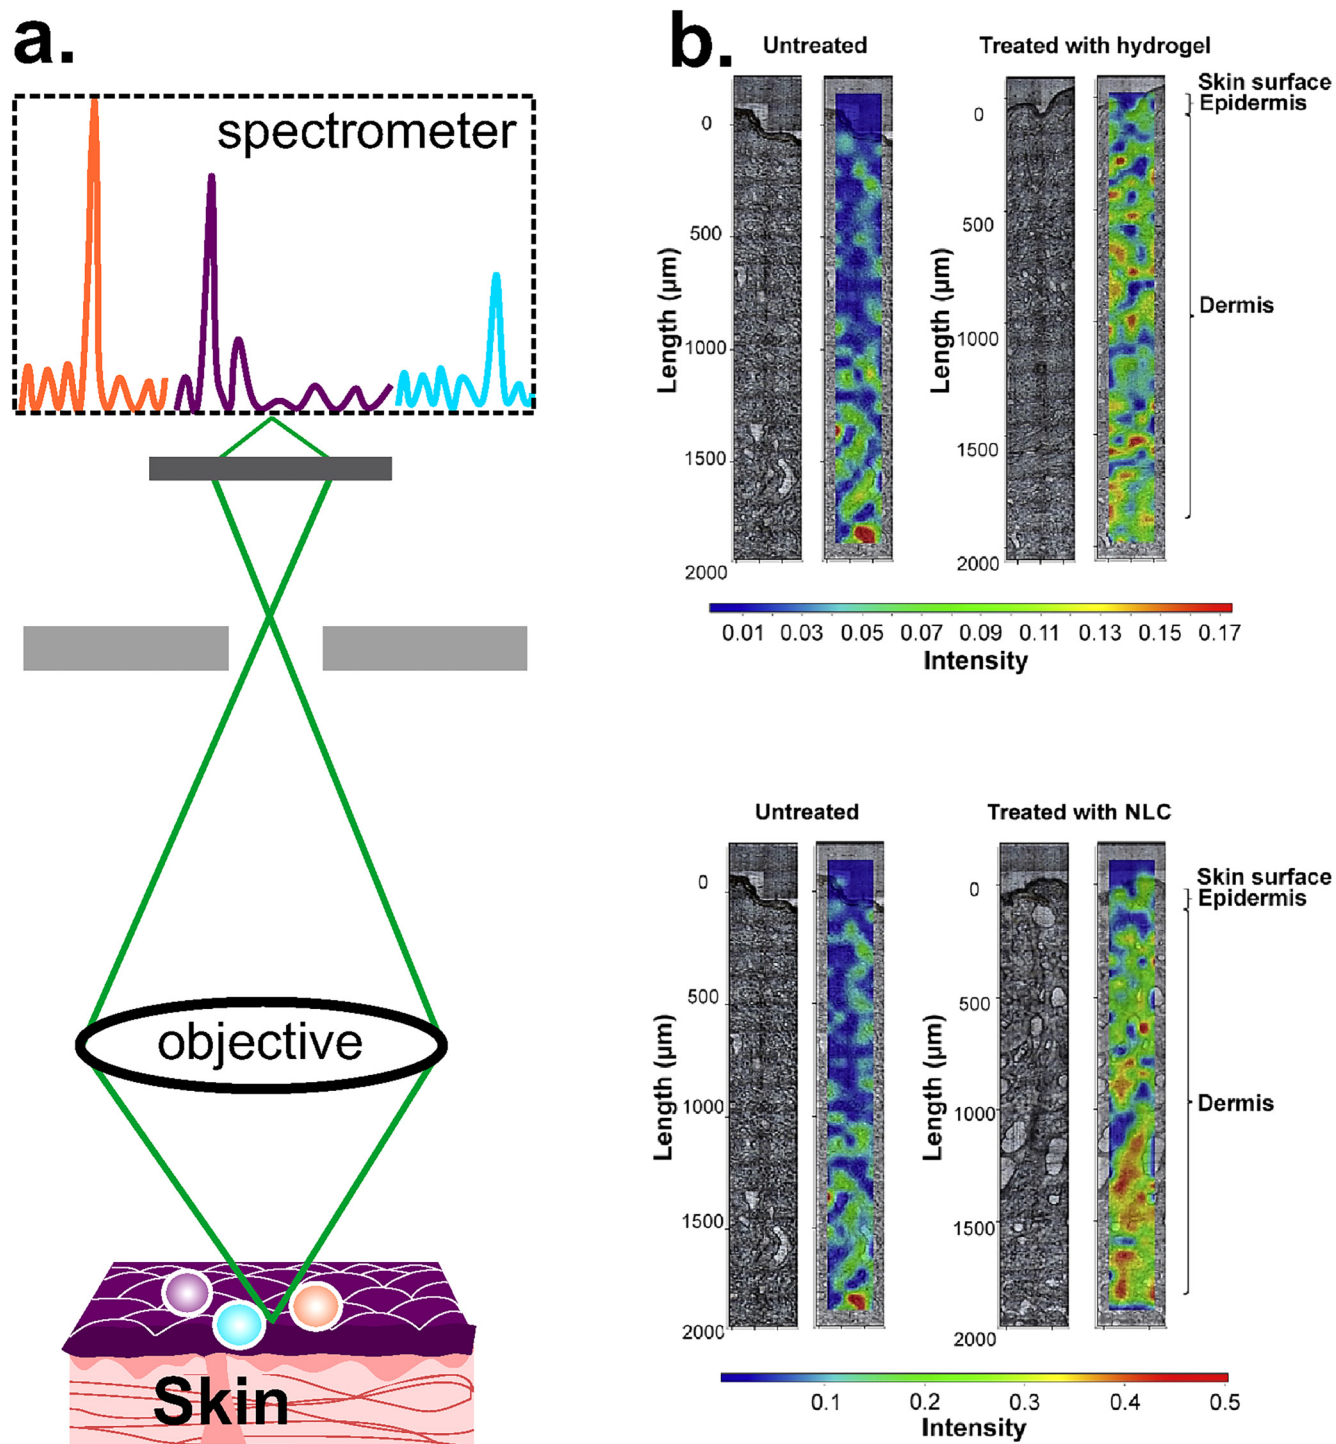 a.
spectrometer
objective
Skin
b.
Untreated
Treated with hydrogel
Skin surface
Epidermis
Dermis
Length (µm)
0
500
1000
1500
2000
Length (µm)
0
500
1000
1500
2000
0.01 0.03 0.05 0.07 0.09 0.11 0.13 0.15 0.17
Intensity
Untreated
Treated with NLC
Skin surface
Epidermis
Dermis
Length (µm)
0
500
1000
1500
2000
Length (µm)
0
500
1000
1500
2000
0.1 0.2 0.3 0.4 0.5
Intensity